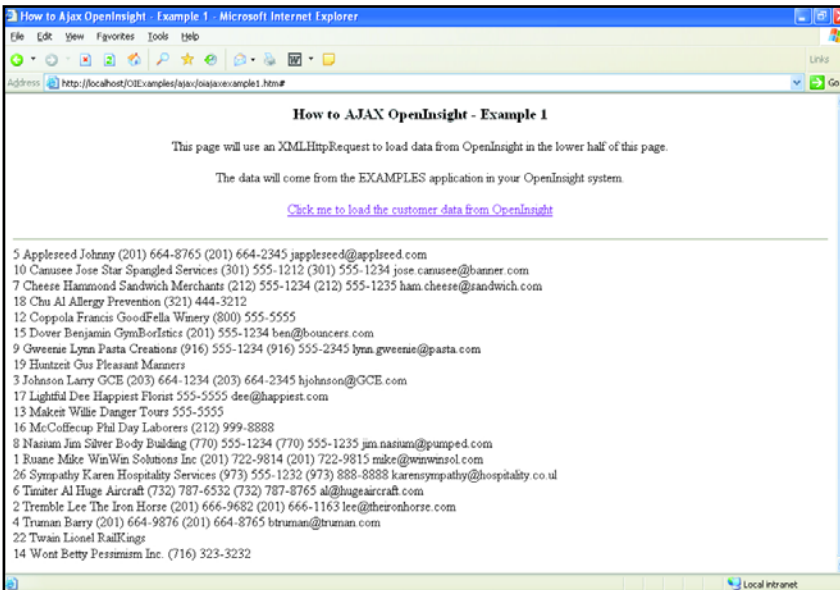 How to Ajax OpenInsight - Example 1 - Microsoft Internet Explorer
File Edit View Favorites Tools Help
Links
Address http://localhost/OIExamples/ajax/oiajaxexample1.htm# Go
How to AJAX OpenInsight - Example 1
This page will use an XMLHttpRequest to load data from OpenInsight in the lower half of this page.
The data will come from the EXAMPLES application in your OpenInsight system.
Click me to load the customer data from OpenInsight
5 Appleseed Johnny (201) 664-8765 (201) 664-2345 jappleseed@applseed.com
10 Canusee Jose Star Spangled Services (301) 555-1212 (301) 555-1234 jose.canusee@banner.com
7 Cheese Hammond Sandwich Merchants (212) 555-1234 (212) 555-1235 ham.cheese@sandwich.com
18 Chu Al Allergy Prevention (321) 444-3212
12 Coppola Francis GoodFella Winery (800) 555-5555
15 Dover Benjamin GymBorIstics (201) 555-1234 ben@bouncers.com
9 Gweenie Lynn Pasta Creations (916) 555-1234 (916) 555-2345 lynn.gweenie@pasta.com
19 Huntzeit Gus Pleasant Manners
3 Johnson Larry GCE (203) 664-1234 (203) 664-2345 hjohnson@GCE.com
17 Lightful Dee Happiest Florist 555-5555 dee@happiest.com
13 Makeit Willie Danger Tours 555-5555
16 McCoffecup Phil Day Laborers (212) 999-8888
8 Nasium Jim Silver Body Building (770) 555-1234 (770) 555-1235 jim.nasium@pumped.com
1 Ruane Mike WinWin Solutions Inc (201) 722-9814 (201) 722-9815 mike@winwinsol.com
26 Sympathy Karen Hospitality Services (973) 555-1232 (973) 888-8888 karensympathy@hospitality.co.ul
6 Timiter Al Huge Aircraft (732) 787-6532 (732) 787-8765 al@hugeaircraft.com
2 Tremble Lee The Iron Horse (201) 666-9682 (201) 666-1163 lee@theironhorse.com
4 Truman Barry (201) 664-9876 (201) 664-8765 btruman@truman.com
22 Twain Lionel RailKings
14 Wont Betty Pessimism Inc. (716) 323-3232
Local intranet